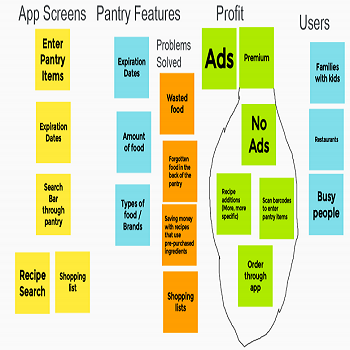 App Screens
Enter
Pantry
Items
Expiration
Dates
Search
Bar
through
pantry
Recipe
Search
Shopping
list
Pantry Features
Expiration
Dates
Amount
of food
Types of
food /
Brands
Problems
Solved
Wasted
food
Forgotten
food in the
back of the
pantry
Saving money
with recipes
that use
pre-purchased
ingredients
Shopping
lists
Profit
Ads
Premium
No
Ads
Recipe
additions
(More, more
specific)
Scan barcodes
to enter
pantry items
Order
through
app
Users
Families
with kids
Restaurants
Busy
people